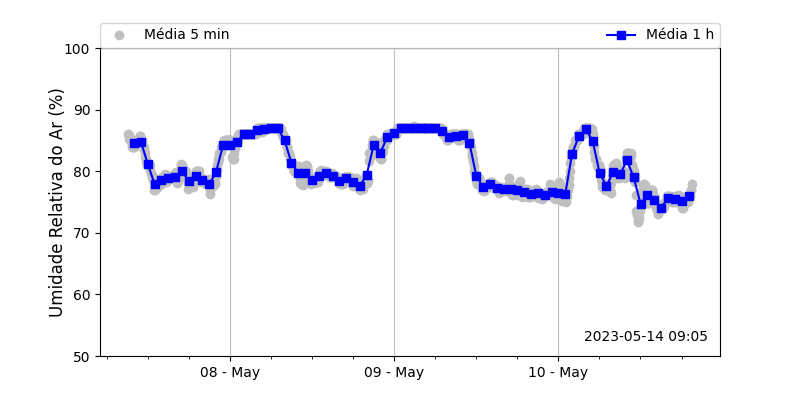 Média 5 min
Média 1 h
Umidade Relativa do Ar (%)
100
90
80
70
60
50
2023-05-14 09:05
08 - May
09 - May
10 - May